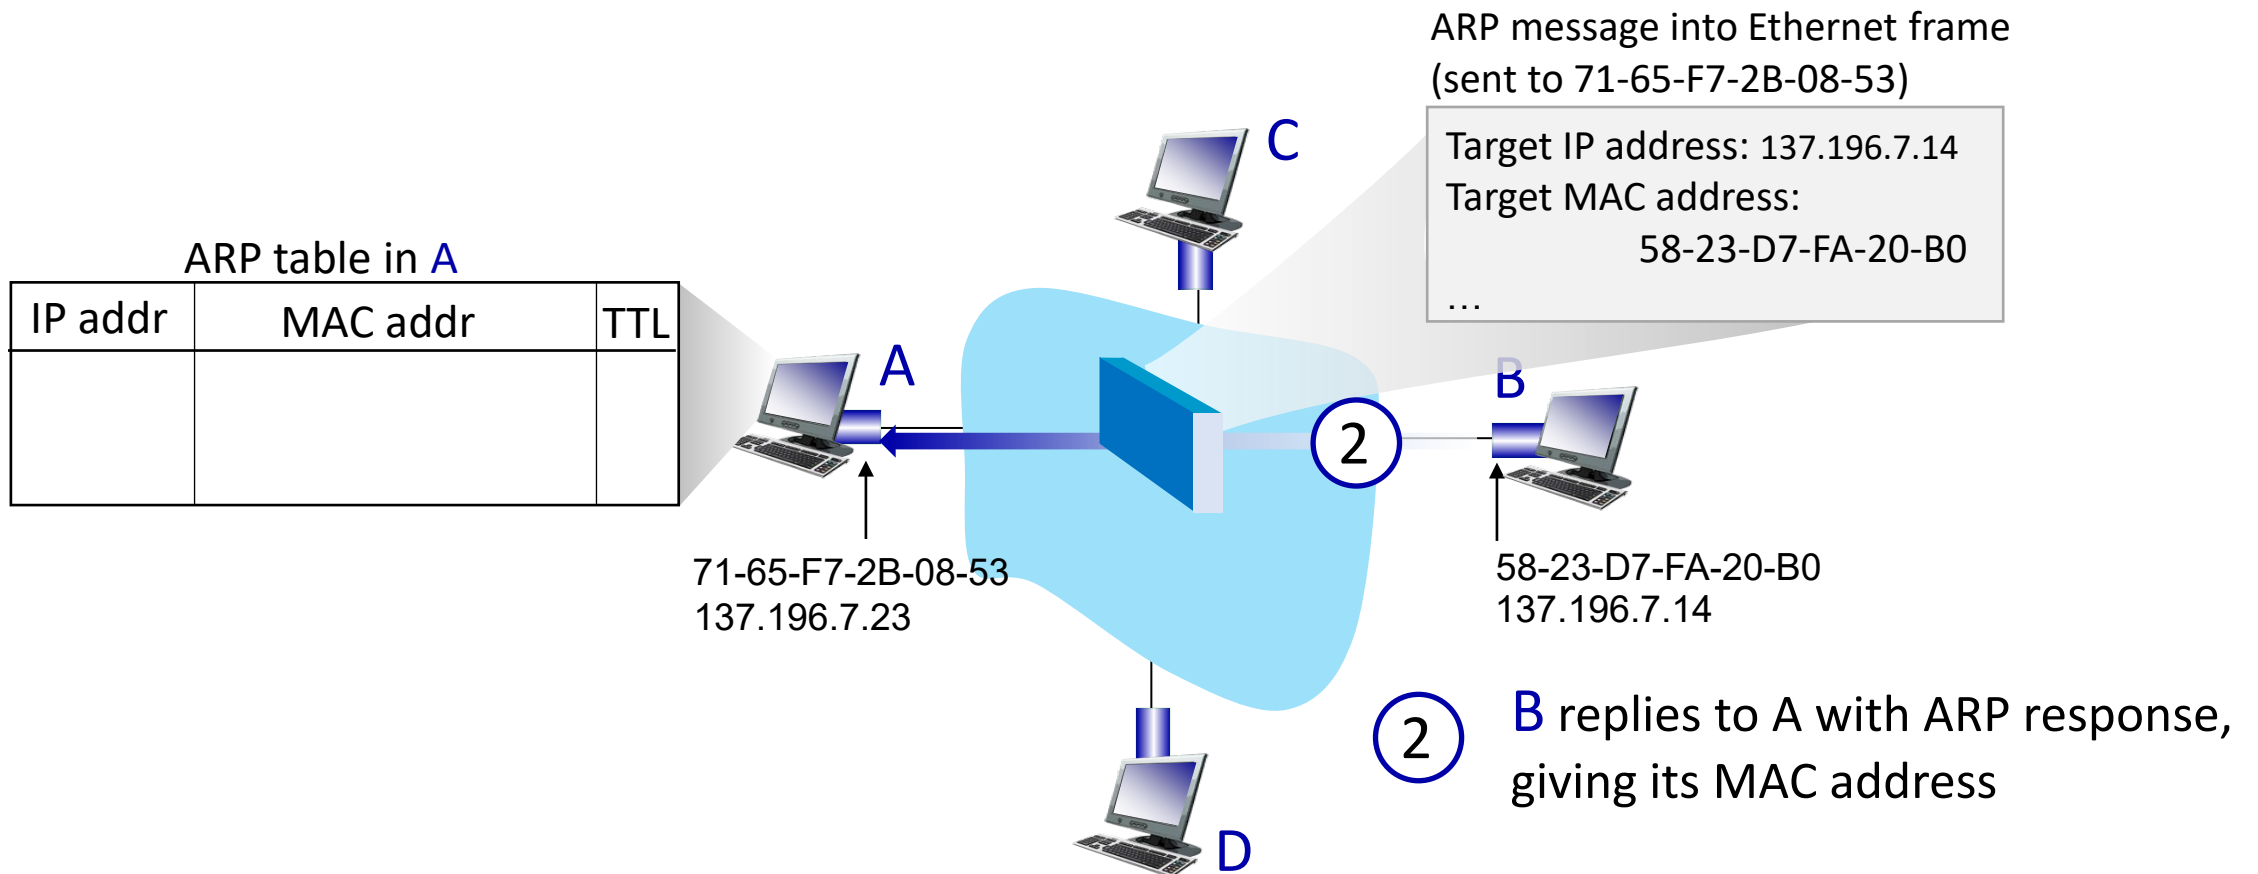 ARP message into Ethernet frame
(sent to 71-65-F7-2B-08-53)
Target IP address: 137.196.7.14
Target MAC address:
58-23-D7-FA-20-B0
...
C
ARP table in A
IP addr MAC addr TTL
A
B
2
71-65-F7-2B-08-53
137.196.7.23
58-23-D7-FA-20-B0
137.196.7.14
2 B replies to A with ARP response,
giving its MAC address
D